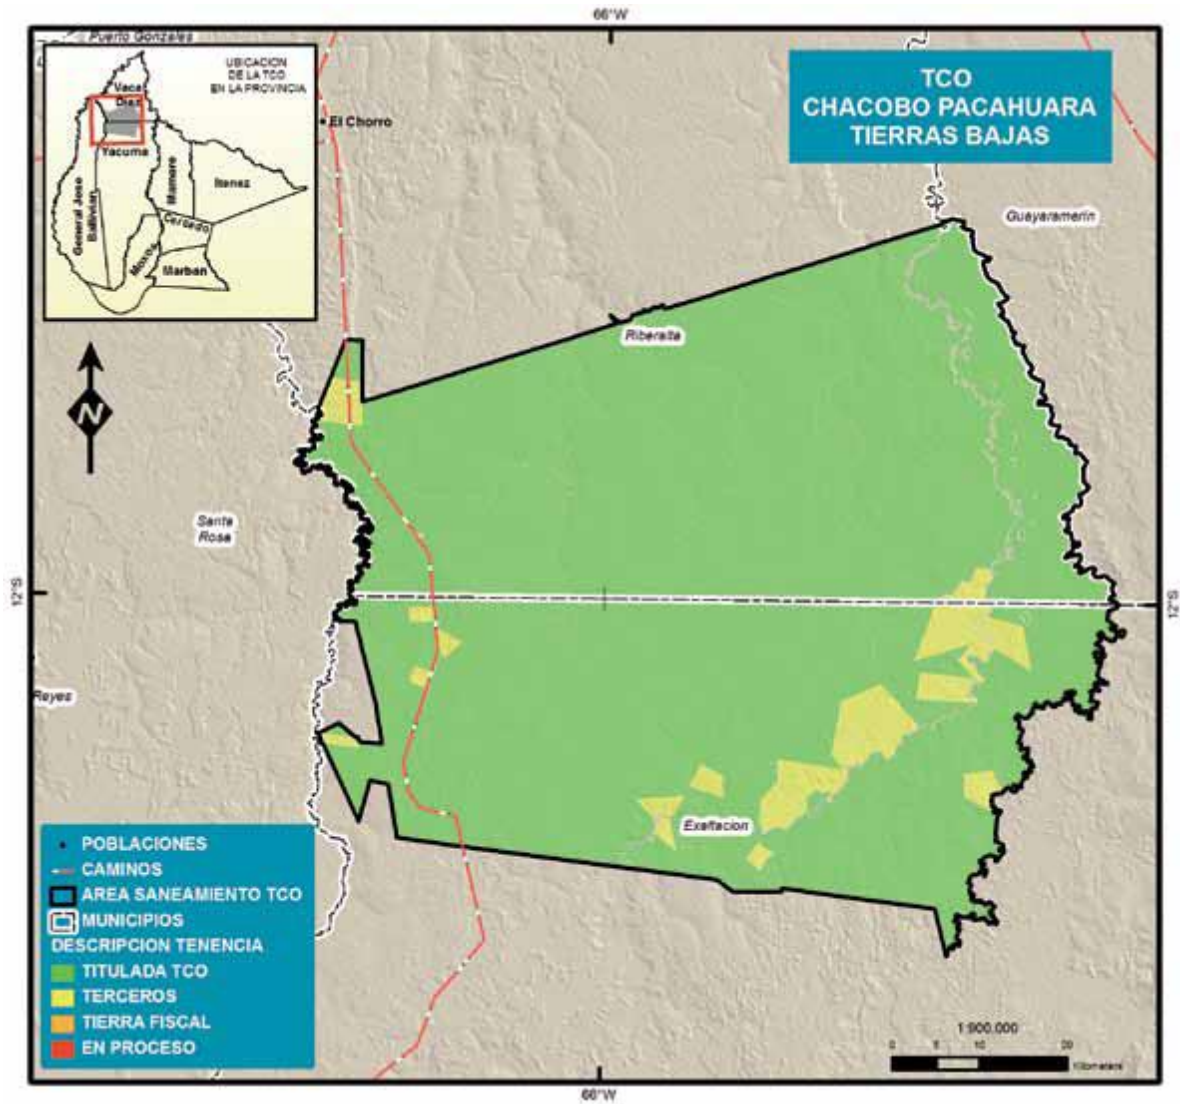 66°W
Puerto Gonzales
UBICACION
DE LA TCO
EN LA PROVINCIA
Vaca
Diez
Yacuma
General Jose
Ballivian
Mamore
Itenez
Cercado
Moxos
Marban
El Chorro
TCO
CHACOBO PACAHUARA
TIERRAS BAJAS
Guayaramerin
Riberalta
N
Santa
Rosa
12°S
12°S
Reyes
Exaltacion
POBLACIONES
CAMINOS
AREA SANEAMIENTO TCO
MUNICIPIOS
DESCRIPCION TENENCIA
TITULADA TCO
TERCEROS
TIERRA FISCAL
EN PROCESO
1:900.000
0 5 10 20
Kilometers
66°W